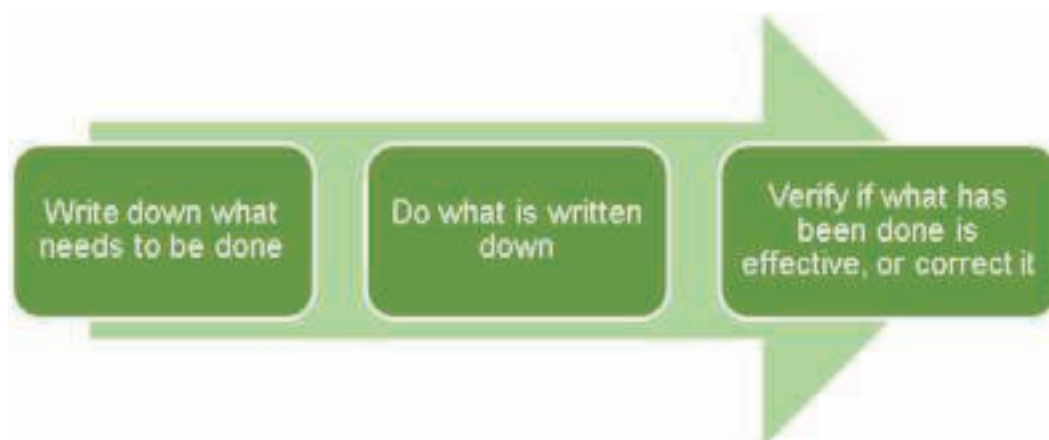 Write down what
needs to be done
Do what is written
down
Verify if what has
been done is
effective, or correct it